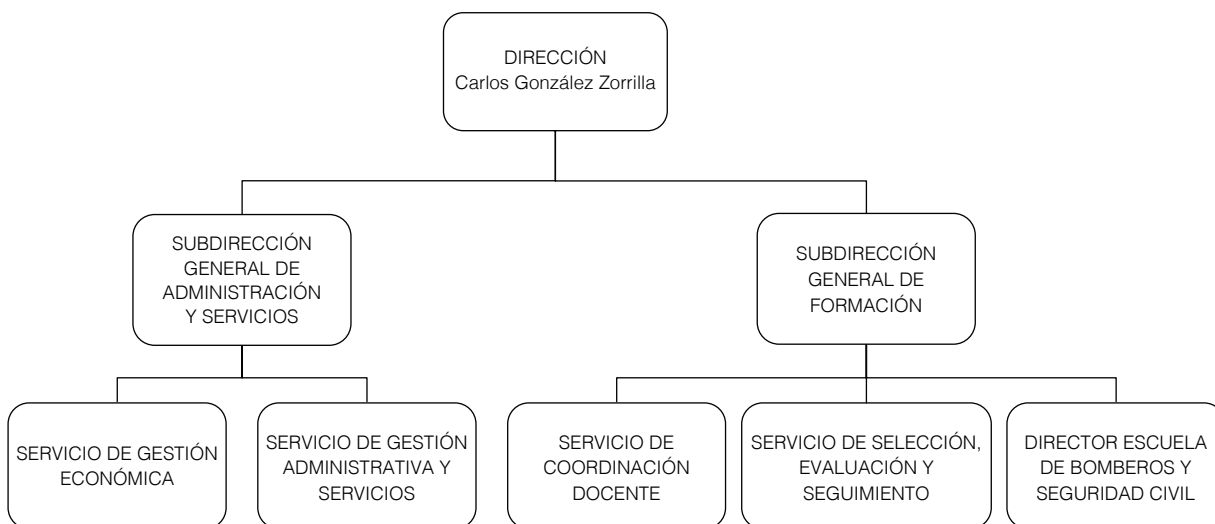 DIRECCIÓN
Carlos González Zorrilla
SUBDIRECCIÓN
GENERAL DE
ADMINISTRACIÓN
Y SERVICIOS
SUBDIRECCIÓN
GENERAL DE
FORMACIÓN
SERVICIO DE GESTIÓN
ECONÓMICA
SERVICIO DE GESTIÓN
ADMINISTRATIVA Y
SERVICIOS
SERVICIO DE
COORDINACIÓN
DOCENTE
SERVICIO DE SELECCIÓN,
EVALUACIÓN Y
SEGUIMIENTO
DIRECTOR ESCUELA
DE BOMBEROS Y
SEGURIDAD CIVIL